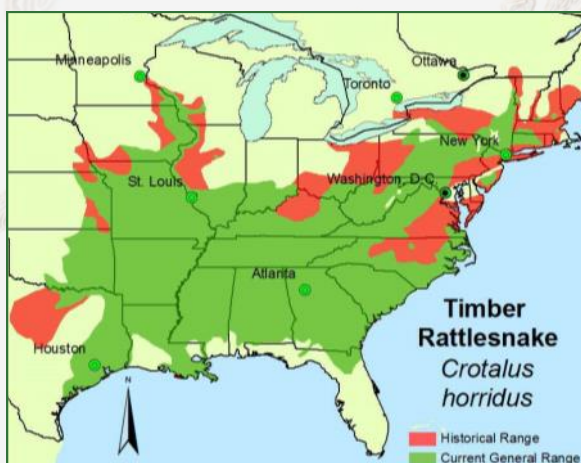 Minneapolis
Ottawa
Toronto
New York
St. Louis
Washington, D.C.
Atlanta
Houston
N
Timber
Rattlesnake
Crotalus
horridus
Historical Range
Current General Range